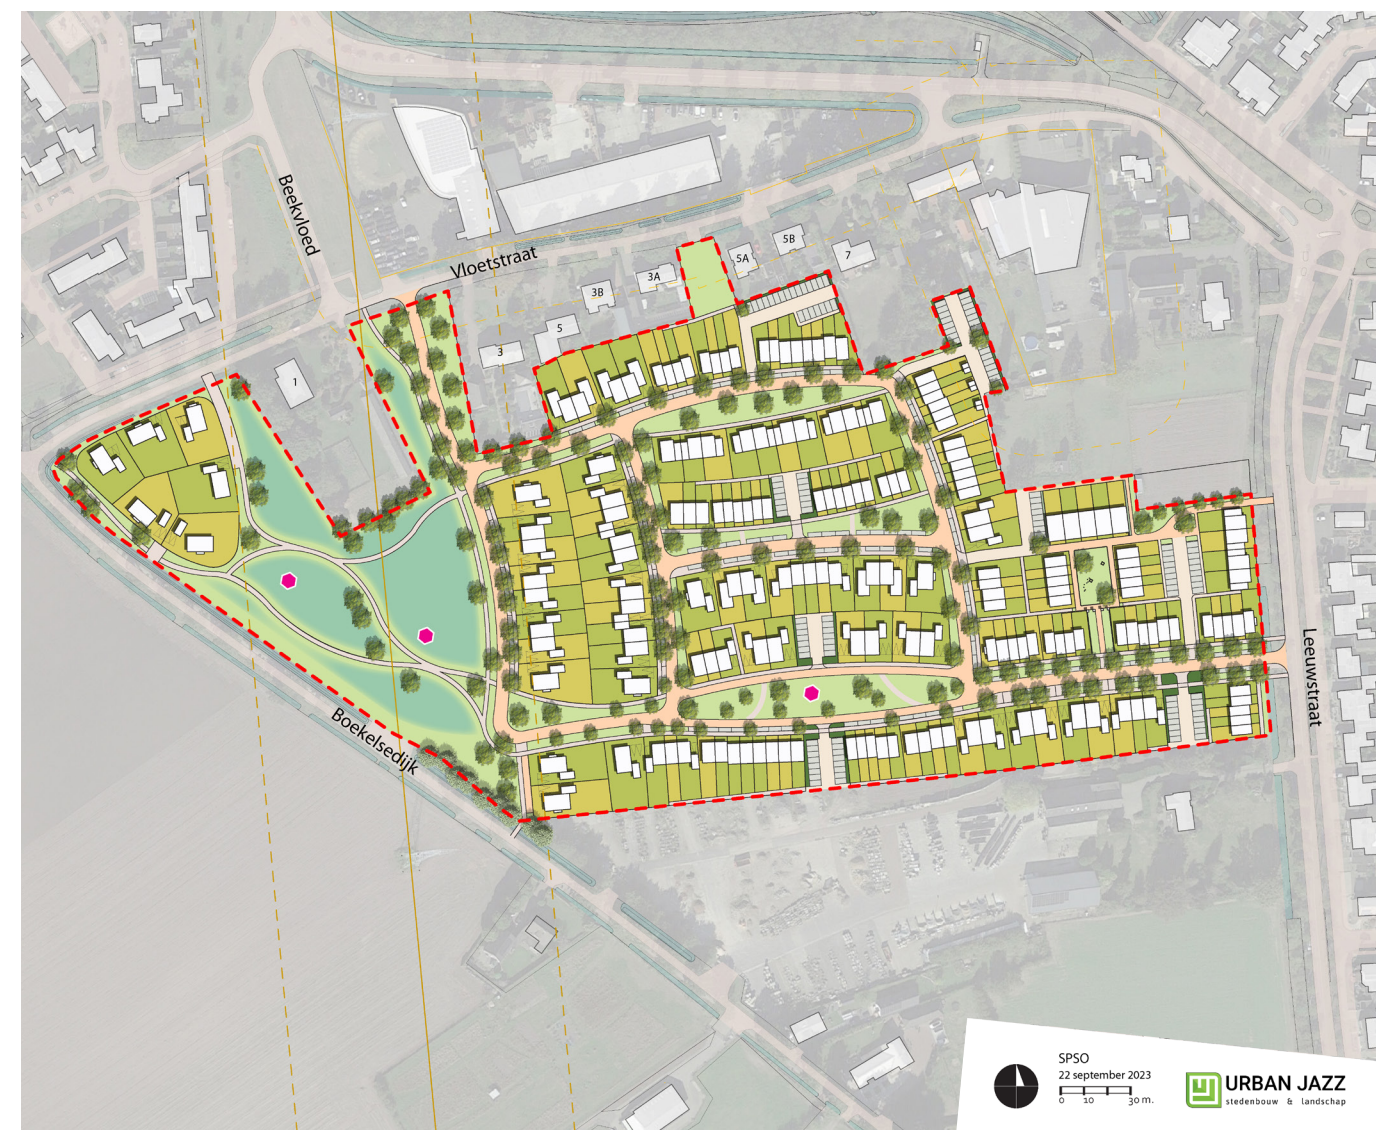 Beekvloed
Vloetstraat
5B
5A
7
3A
3B
5
3
1
Leeuwstraat
Boekelsedijk
SPSO
22 september 2023
0 10 30 m.
URBAN JAZZ
stedenbouw & landschap